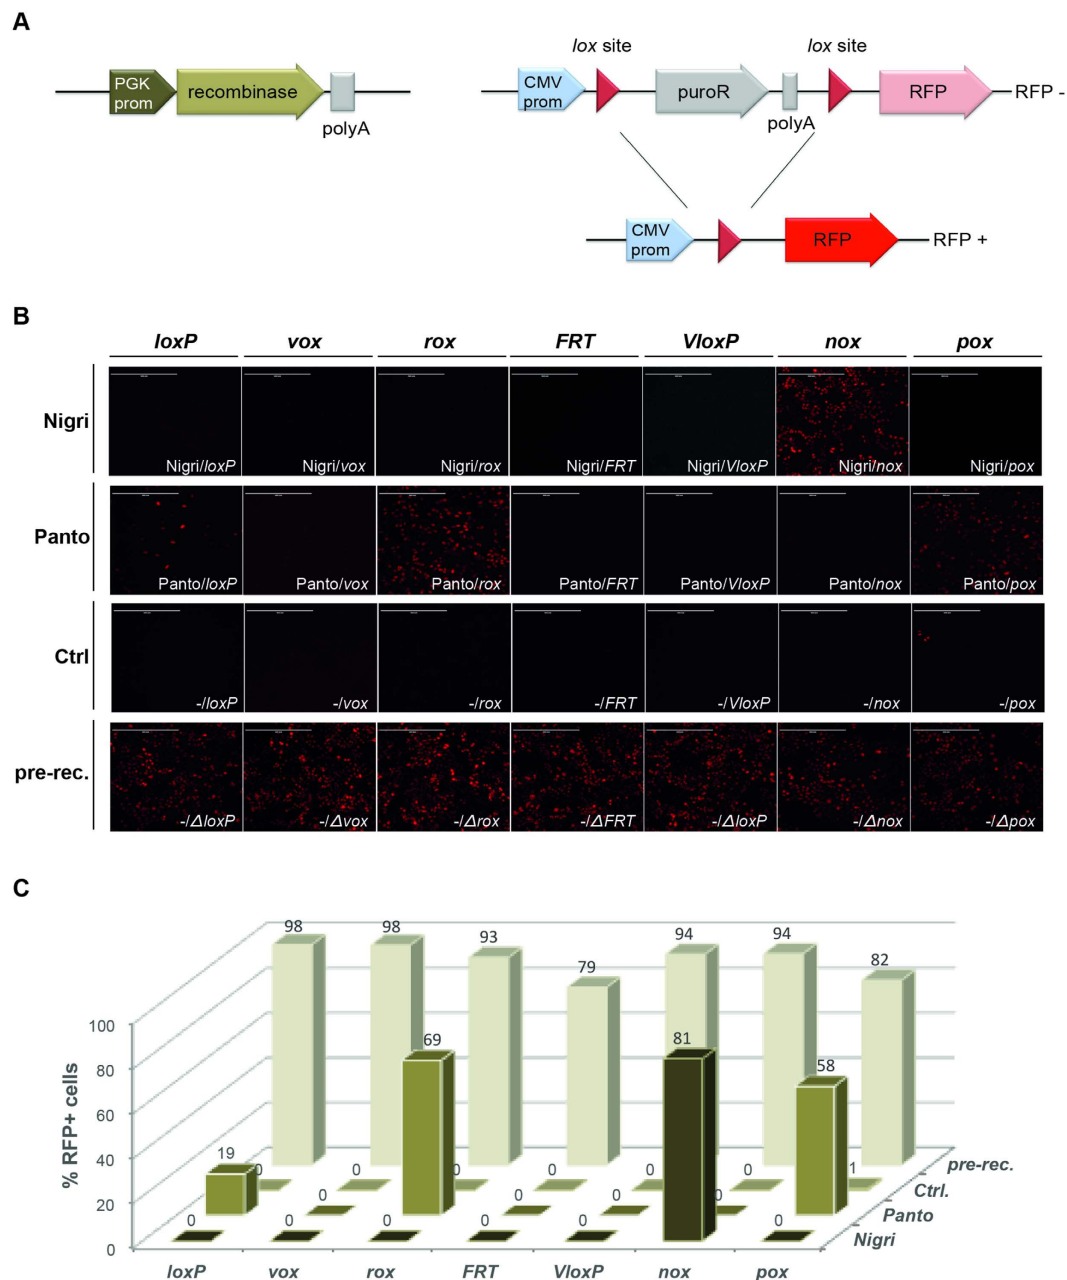 A
lox site
lox site
PGK prom
recombinase
polyA
CMV prom
puroR
polyA
RFP
RFP -
CMV prom
RFP
RFP +
B
loxP
vox
rox
FRT
VloxP
nox
pox
Nigri
Nigri/loxP
Nigri/vox
Nigri/rox
Nigri/FRT
Nigri/VloxP
Nigri/nox
Nigri/pox
Panto
Panto/loxP
Panto/vox
Panto/rox
Panto/FRT
Panto/VloxP
Panto/nox
Panto/pox
Ctrl
-/loxP
-/vox
-/rox
-/FRT
-/VloxP
-/nox
-/pox
pre-rec.
-/ΔloxP
-/Δvox
-/Δrox
-/ΔFRT
-/ΔloxP
-/Δnox
-/Δpox
C
% RFP+ cells
100
80
60
40
20
0
98
98
93
79
94
94
82
0
0
0
0
0
0
1
19
0
69
0
0
0
58
0
0
0
0
0
81
0
pre-rec.
Ctrl.
Panto
Nigri
loxP
vox
rox
FRT
VloxP
nox
pox